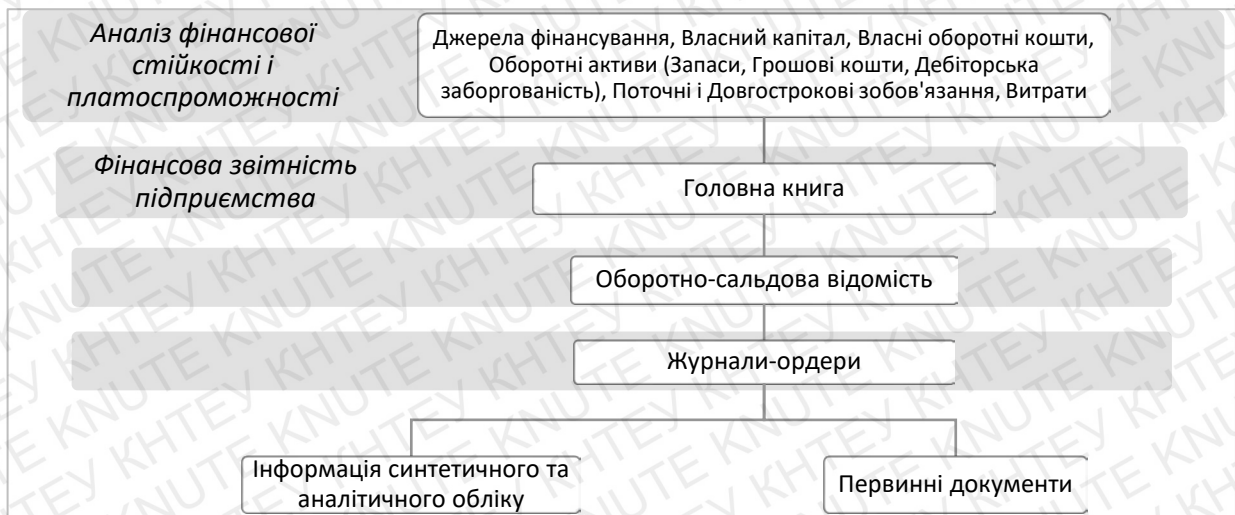 Аналіз фінансової
стійкості і
платоспроможності
Джерела фінансування, Власний капітал, Власні оборотні кошти,
Оборотні активи (Запаси, Грошові кошти, Дебіторська
заборгованість), Поточні і Довгострокові зобов'язання, Витрати
Фінансова звітність
підприємства
Головна книга
Оборотно-сальдова відомість
Журнали-ордери
Інформація синтетичного та
аналітичного обліку
Первинні документи